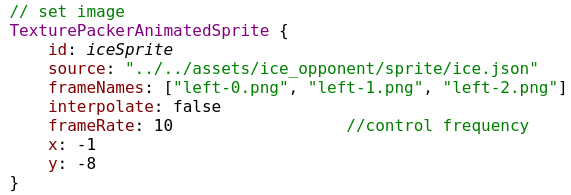 // set image
TexturePackerAnimatedSprite {
    id: iceSprite
    source: "../../assets/ice_opponent/sprite/ice.json"
    frameNames: ["left-0.png", "left-1.png", "left-2.png"]
    interpolate: false
    frameRate: 10                  //control frequency
    x: -1
    y: -8
}